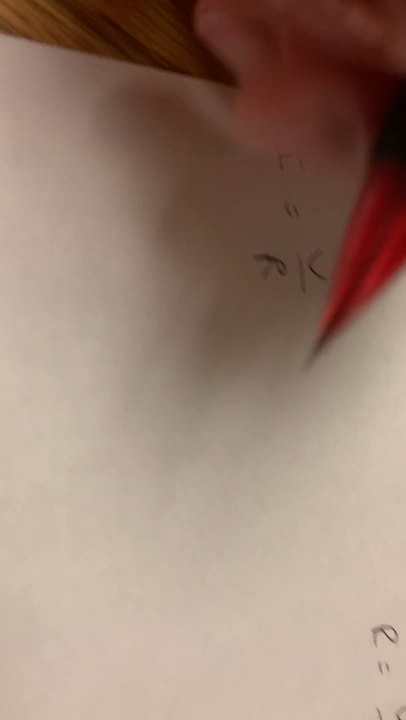 I = V/R
R =